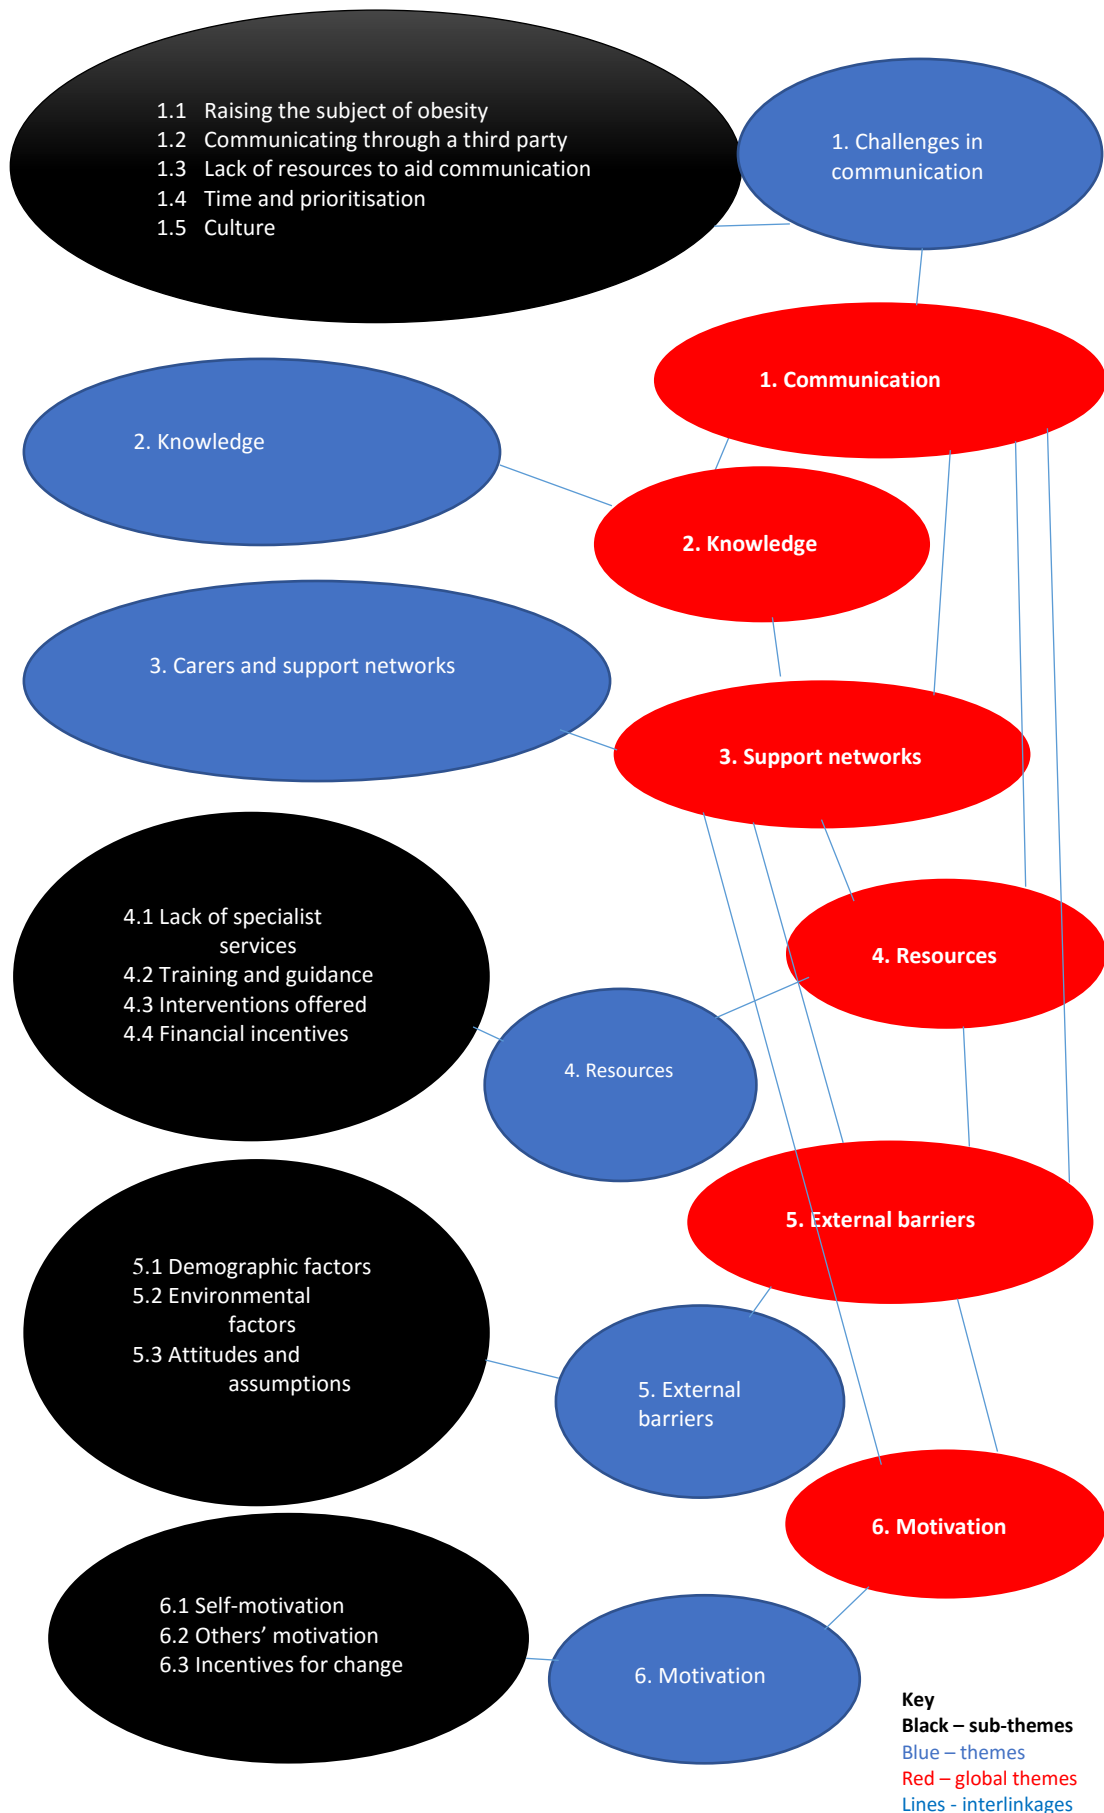 1.1 Raising the subject of obesity
1.2 Communicating through a third party
1.3 Lack of resources to aid communication
1.4 Time and prioritisation
1.5 Culture
1. Challenges in
communication
1. Communication
2. Knowledge
2. Knowledge
3. Carers and support networks
3. Support networks
4.1 Lack of specialist
services
4.2 Training and guidance
4.3 Interventions offered
4.4 Financial incentives
4. Resources
4. Resources
5. External barriers
5.1 Demographic factors
5.2 Environmental
factors
5.3 Attitudes and
assumptions
5. External
barriers
6. Motivation
6.1 Self-motivation
6.2 Others’ motivation
6.3 Incentives for change
6. Motivation
Key
Black – sub-themes
Blue – themes
Red – global themes
Lines - interlinkages